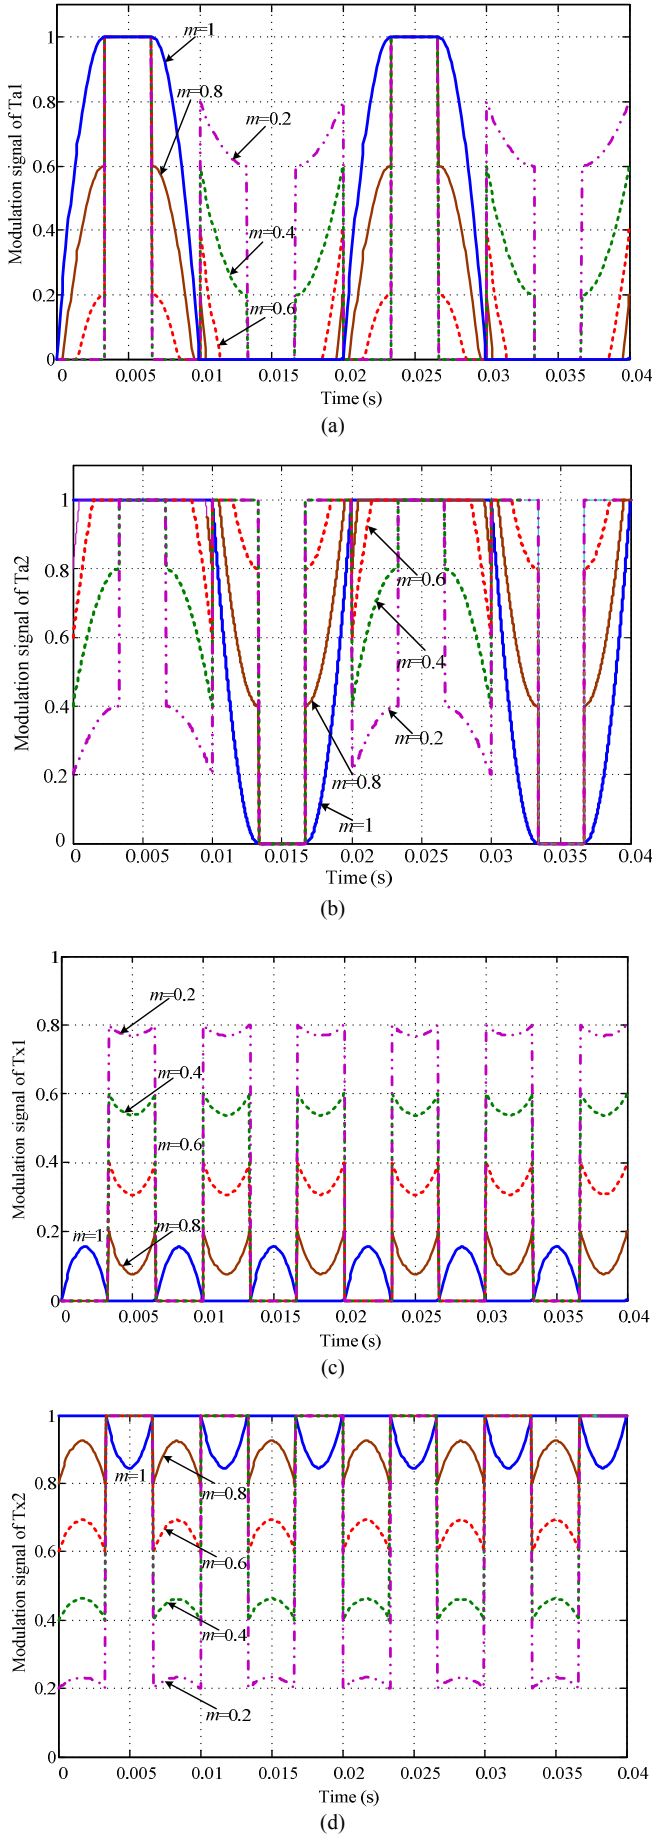 Modulation signal of Ta1
1
0.8
0.6
0.4
0.2
0
m=1
m=0.8
m=0.2
m=0.4
m=0.6
0 0.005 0.01 0.015 0.02 0.025 0.03 0.035 0.04
Time (s)
(a)
Modulation signal of Ta2
1
0.8
0.6
0.4
0.2
0
m=0.6
m=0.4
m=0.2
m=0.8
m=1
0 0.005 0.01 0.015 0.02 0.025 0.03 0.035 0.04
Time (s)
(b)
Modulation signal of Tx1
1
0.8
0.6
0.4
0.2
0
m=0.2
m=0.4
m=0.6
m=1
m=0.8
0 0.005 0.01 0.015 0.02 0.025 0.03 0.035 0.04
Time (s)
(c)
Modulation signal of Tx2
1
0.8
0.6
0.4
0.2
0
m=1
m=0.8
m=0.6
m=0.4
m=0.2
0 0.005 0.01 0.015 0.02 0.025 0.03 0.035 0.04
Time (s)
(d)